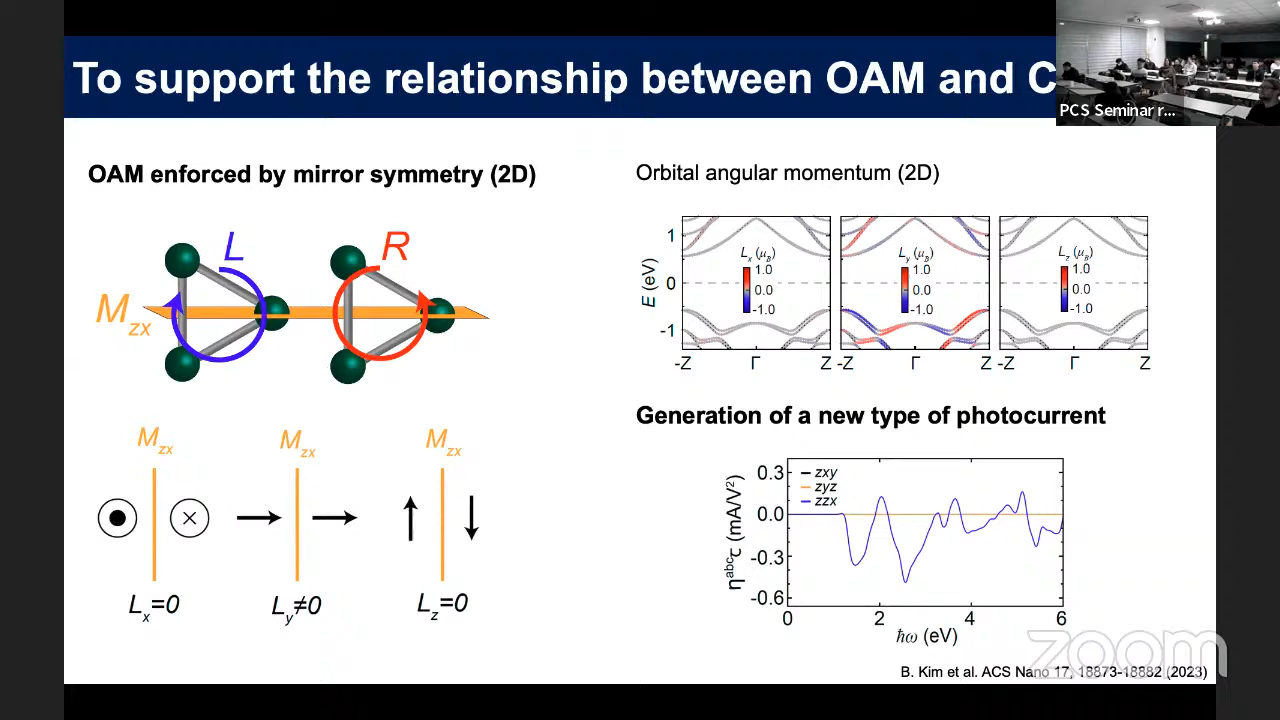 To support the relationship between OAM and C
PCS Seminar r...
OAM enforced by mirror symmetry (2D)
L
R
M_zx
M_zx M_zx M_zx
L_x=0 L_y≠0 L_z=0
Orbital angular momentum (2D)
E (eV)
1
0
-1
L_x (μ_B)
1.0
0.0
-1.0
L_y (μ_B)
1.0
0.0
-1.0
L_z (μ_B)
1.0
0.0
-1.0
-Z Γ Z -Z Γ Z -Z Γ Z
Generation of a new type of photocurrent
η^abc τ (mA/V²)
0.3
0.0
-0.3
-0.6
zxy
zyz
zzx
0 2 4 6
ħω (eV)
zoom
B. Kim et al. ACS Nano 17, 18873-18882 (2023)